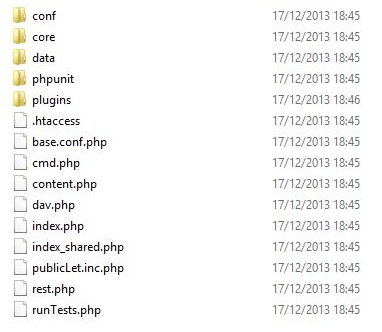 conf 17/12/2013 18:45
core 17/12/2013 18:45
data 17/12/2013 18:45
phpunit 17/12/2013 18:45
plugins 17/12/2013 18:46
.htaccess 17/12/2013 18:45
base.conf.php 17/12/2013 18:45
cmd.php 17/12/2013 18:45
content.php 17/12/2013 18:45
dav.php 17/12/2013 18:45
index.php 17/12/2013 18:45
index_shared.php 17/12/2013 18:45
publicLet.inc.php 17/12/2013 18:45
rest.php 17/12/2013 18:45
runTests.php 17/12/2013 18:45